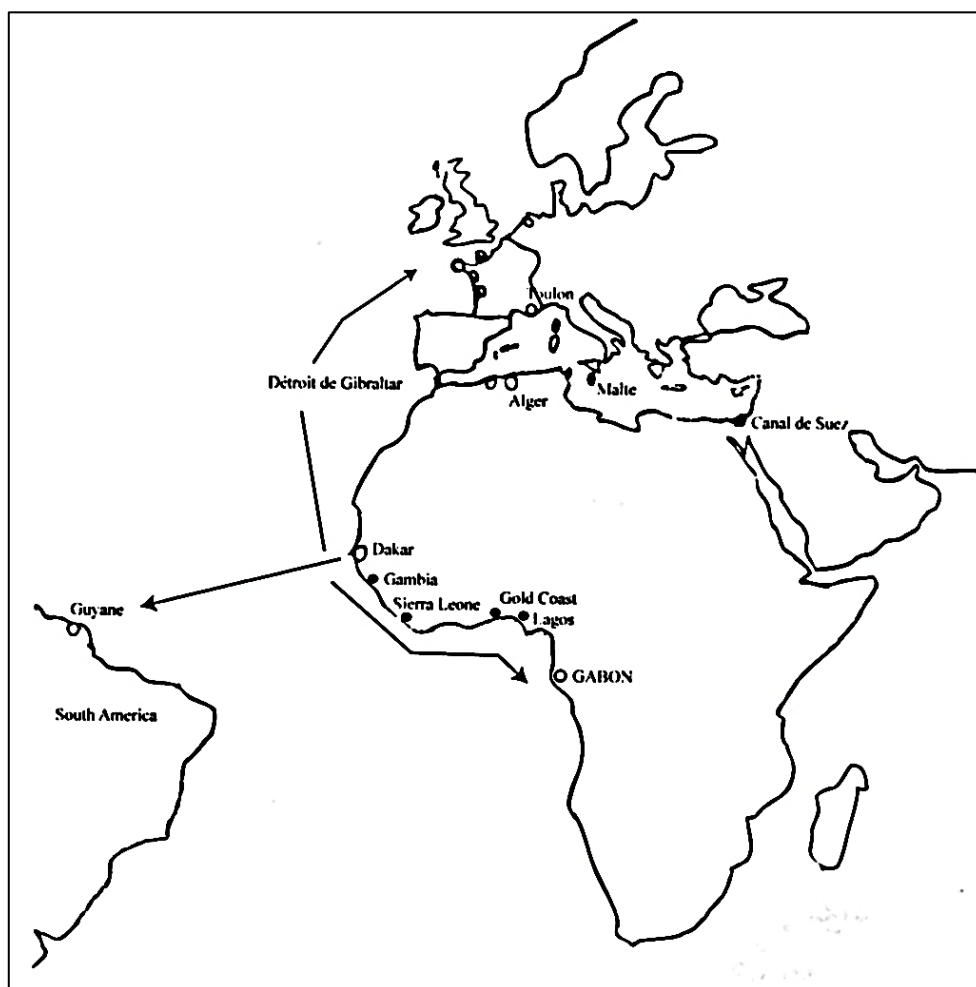 Toulon
Détroit de Gibraltar
Alger
Malte
Canal de Suez
Dakar
Gambia
Sierra Leone
Gold Coast
Lagos
Guyane
GABON
South America